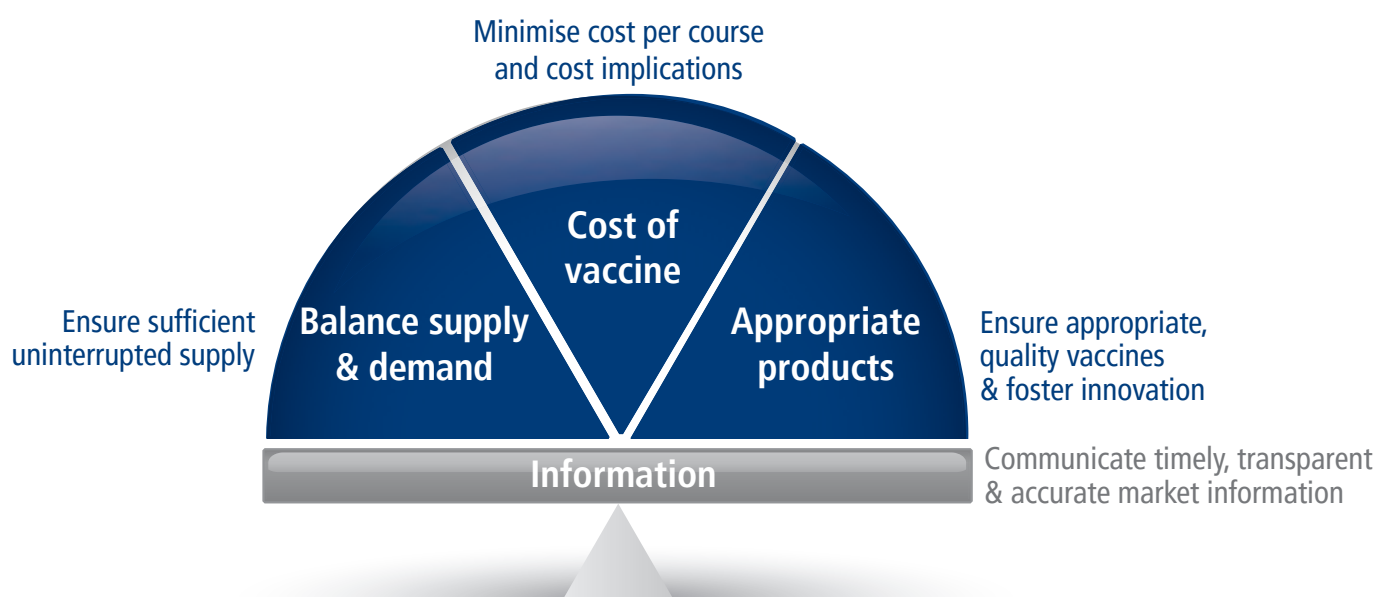 Minimise cost per course
and cost implications
Cost of
vaccine
Ensure sufficient
uninterrupted supply
Balance supply
& demand
Appropriate
products
Ensure appropriate,
quality vaccines
& foster innovation
Information
Communicate timely, transparent
& accurate market information